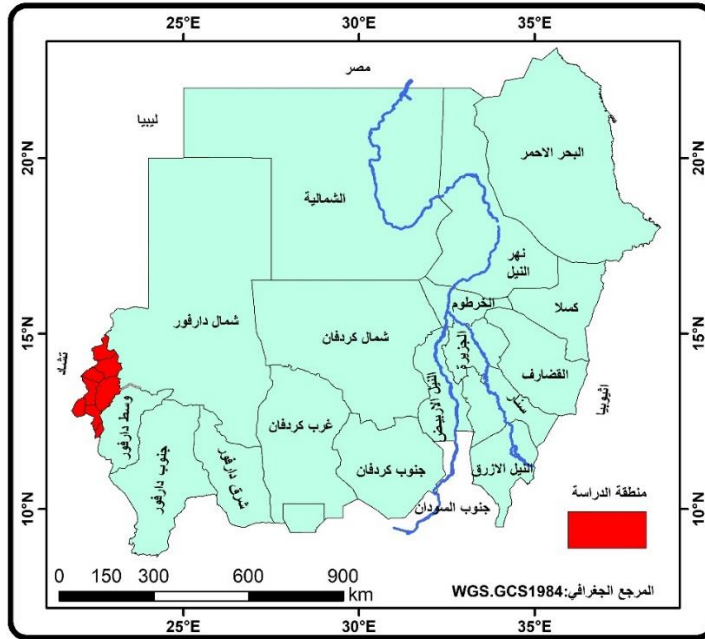 25°E
30°E
35°E
مصر
ليبيا
20°N
20°N
البحر الاحمر
الشمالية
نهر
النيل
الخرطوم
كسلا
15°N
15°N
شمال دارفور
شمال كردفان
الجزيرة
القضارف
تشاد
النيل الاربيض
سنار
اثيوبيا
وسط دارفور
غرب كردفان
جنوب دارفور
شرق دارفور
جنوب كردفان
النيل الازرق
10°N
10°N
جنوب السودان
منطقة الدراسة
0 150 300 600 900
km
المرجع الجغرافي:WGS.GCS1984
25°E
30°E
35°E